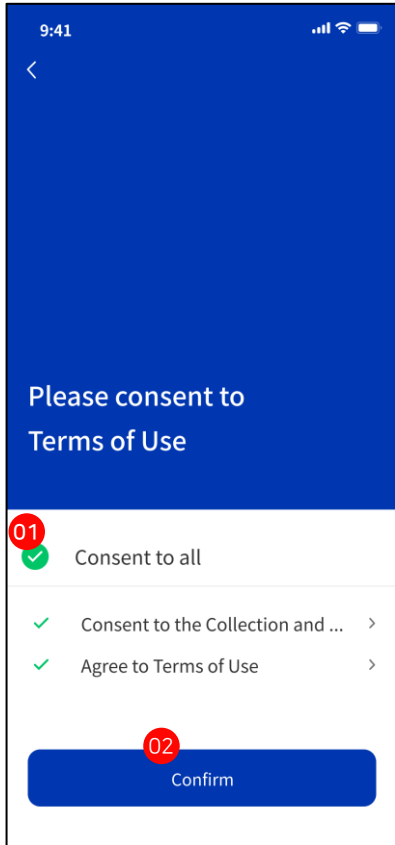 9:41
Please consent to
Terms of Use
01
Consent to all
Consent to the Collection and ...
Agree to Terms of Use
02
Confirm